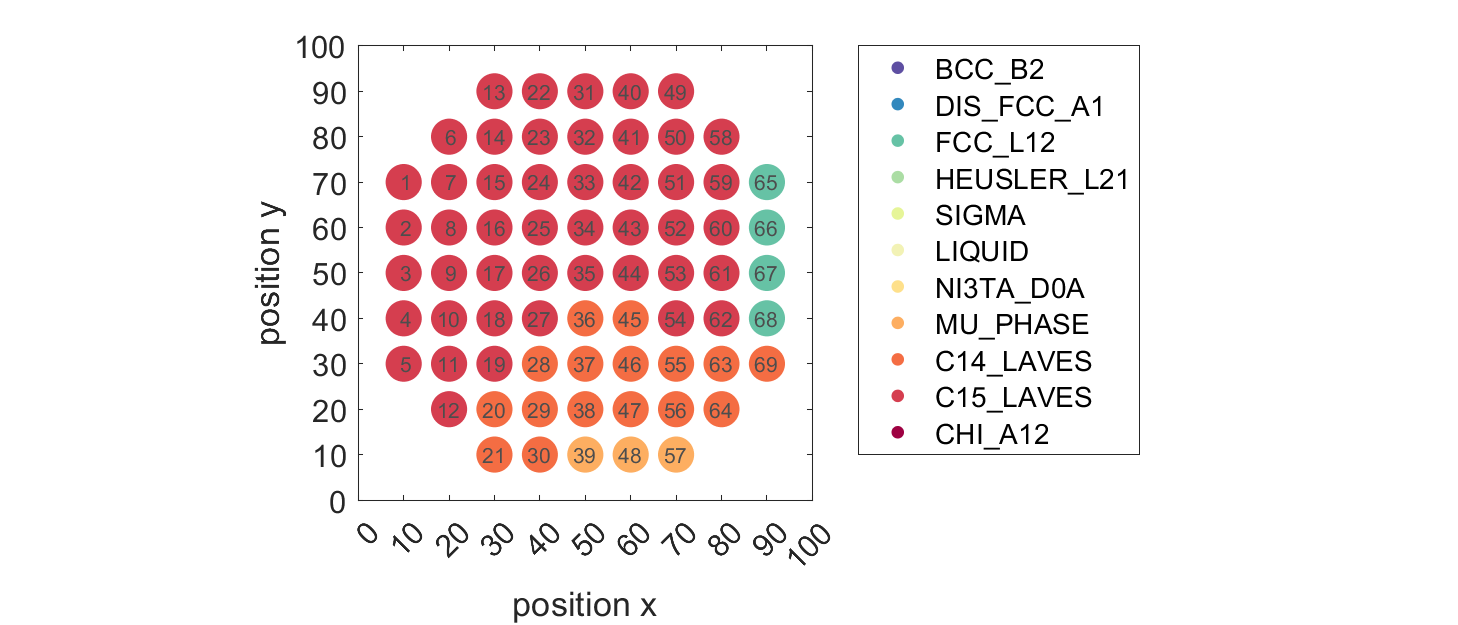 100
90
80
70
60
50
40
30
20
10
0
position y
13 22 31 40 49
6 14 23 32 41 50 58
1 7 15 24 33 42 51 59 65
2 8 16 25 34 43 52 60 66
3 9 17 26 35 44 53 61 67
4 10 18 27 36 45 54 62 68
5 11 19 28 37 46 55 63 69
12 20 29 38 47 56 64
21 30 39 48 57
0 10 20 30 40 50 60 70 80 90 100
position x
BCC_B2
DIS_FCC_A1
FCC_L12
HEUSLER_L21
SIGMA
LIQUID
NI3TA_D0A
MU_PHASE
C14_LAVES
C15_LAVES
CHI_A12